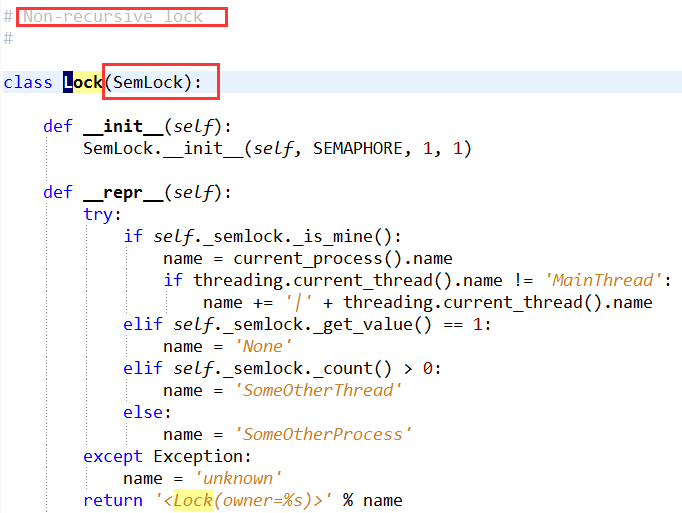 # Non-recursive lock
#
class Lock(SemLock):
def __init__(self):
SemLock.__init__(self, SEMAPHORE, 1, 1)
def __repr__(self):
try:
if self._semlock._is_mine():
name = current_process().name
if threading.current_thread().name != 'MainThread':
name += '|' + threading.current_thread().name
elif self._semlock._get_value() == 1:
name = 'None'
elif self._semlock._count() > 0:
name = 'SomeOtherThread'
else:
name = 'SomeOtherProcess'
except Exception:
name = 'unknown'
return '<Lock(owner=%s)>' % name